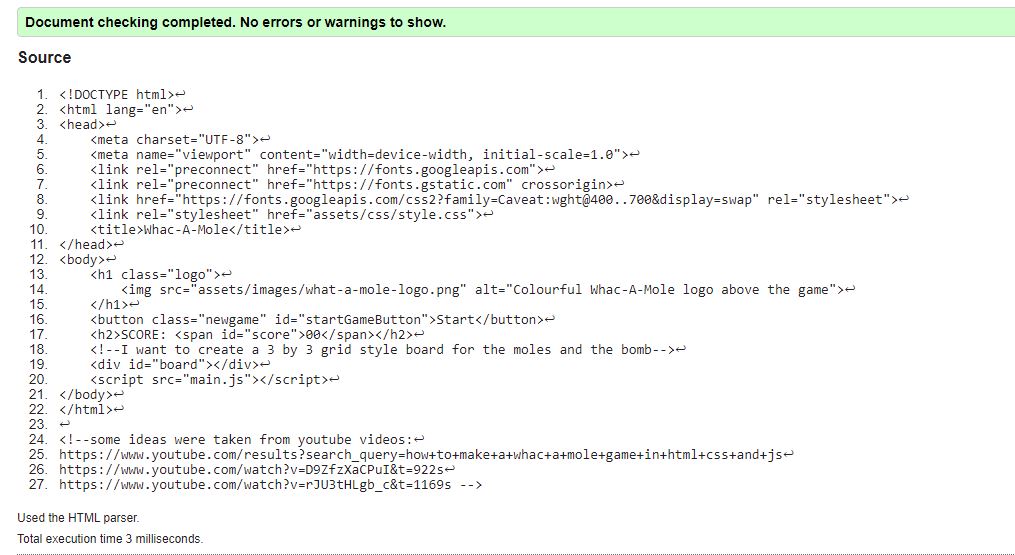 Document checking completed. No errors or warnings to show.
Source
1. <!DOCTYPE html>↩
2. <html lang="en">↩
3. <head>↩
4.     <meta charset="UTF-8">↩
5.     <meta name="viewport" content="width=device-width, initial-scale=1.0">↩
6.     <link rel="preconnect" href="https://fonts.googleapis.com">↩
7.     <link rel="preconnect" href="https://fonts.gstatic.com" crossorigin>↩
8.     <link href="https://fonts.googleapis.com/css2?family=Caveat:wght@400..700&display=swap" rel="stylesheet">↩
9.     <link rel="stylesheet" href="assets/css/style.css">↩
10.     <title>Whac-A-Mole</title>↩
11. </head>↩
12. <body>↩
13.     <h1 class="logo">↩
14.         <img src="assets/images/what-a-mole-logo.png" alt="Colourful Whac-A-Mole logo above the game">↩
15.     </h1>↩
16.     <button class="newgame" id="startGameButton">Start</button>↩
17.     <h2>SCORE: <span id="score">00</span></h2>↩
18.     <!--I want to create a 3 by 3 grid style board for the moles and the bomb-->↩
19.     <div id="board"></div>↩
20.     <script src="main.js"></script>↩
21. </body>↩
22. </html>↩
23. ↩
24. <!--some ideas were taken from youtube videos:↩
25. https://www.youtube.com/results?search_query=how+to+make+a+whac+a+mole+game+in+html+css+and+js↩
26. https://www.youtube.com/watch?v=D9ZfzXaCPuI&t=922s↩
27. https://www.youtube.com/watch?v=rJU3tHLgb_c&t=1169s -->
Used the HTML parser.
Total execution time 3 milliseconds.